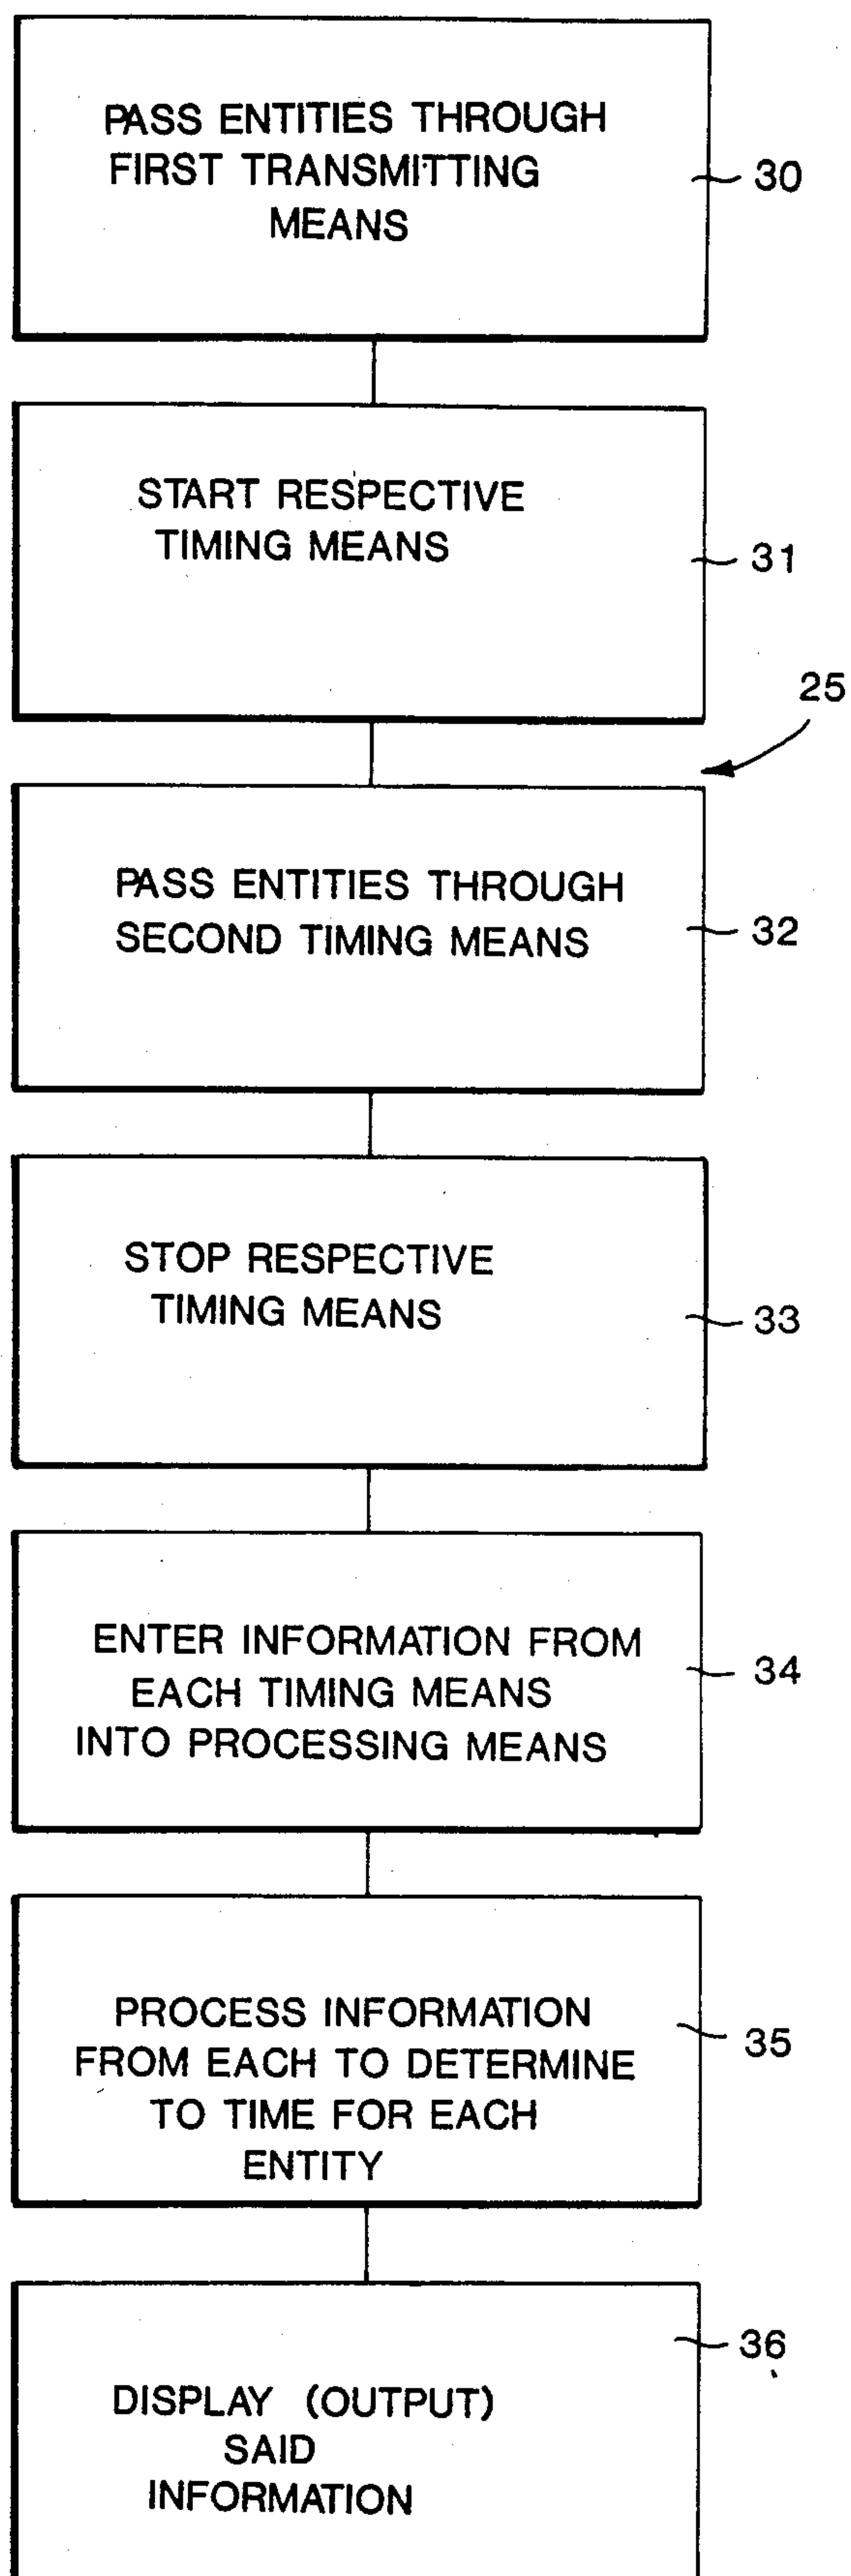 PASS ENTITIES THROUGH
FIRST TRANSMITTING
MEANS
30
START RESPECTIVE
TIMING MEANS
31
25
PASS ENTITIES THROUGH
SECOND TIMING MEANS
32
STOP RESPECTIVE
TIMING MEANS
33
ENTER INFORMATION FROM
EACH TIMING MEANS
INTO PROCESSING MEANS
34
PROCESS INFORMATION
FROM EACH TO DETERMINE
TO TIME FOR EACH
ENTITY
35
36
DISPLAY (OUTPUT)
SAID
INFORMATION